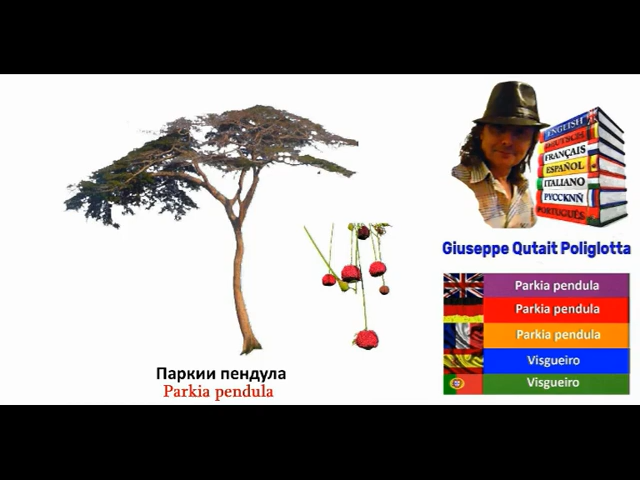 Паркии пендула
Parkia pendula
ENGLISH
DEUTSCH
FRANÇAIS
ESPAÑOL
ITALIANO
РУССКNЙ
PORTUGUÊS
Giuseppe Qutait Poliglotta
Parkia pendula
Parkia pendula
Parkia pendula
Visgueiro
Visgueiro